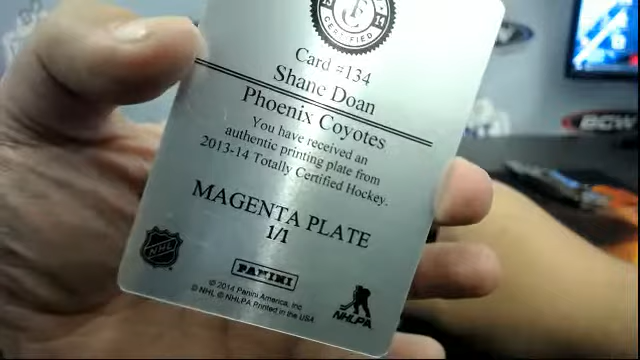 CERTIFIED
Card #134
Shane Doan
Phoenix Coyotes
You have received an
authentic printing plate from
2013-14 Totally Certified Hockey.
MAGENTA PLATE
1/1
NHL
PANINI
© 2014 Panini America, Inc
© NHL © NHLPA Printed in the USA
NHLPA
BCW